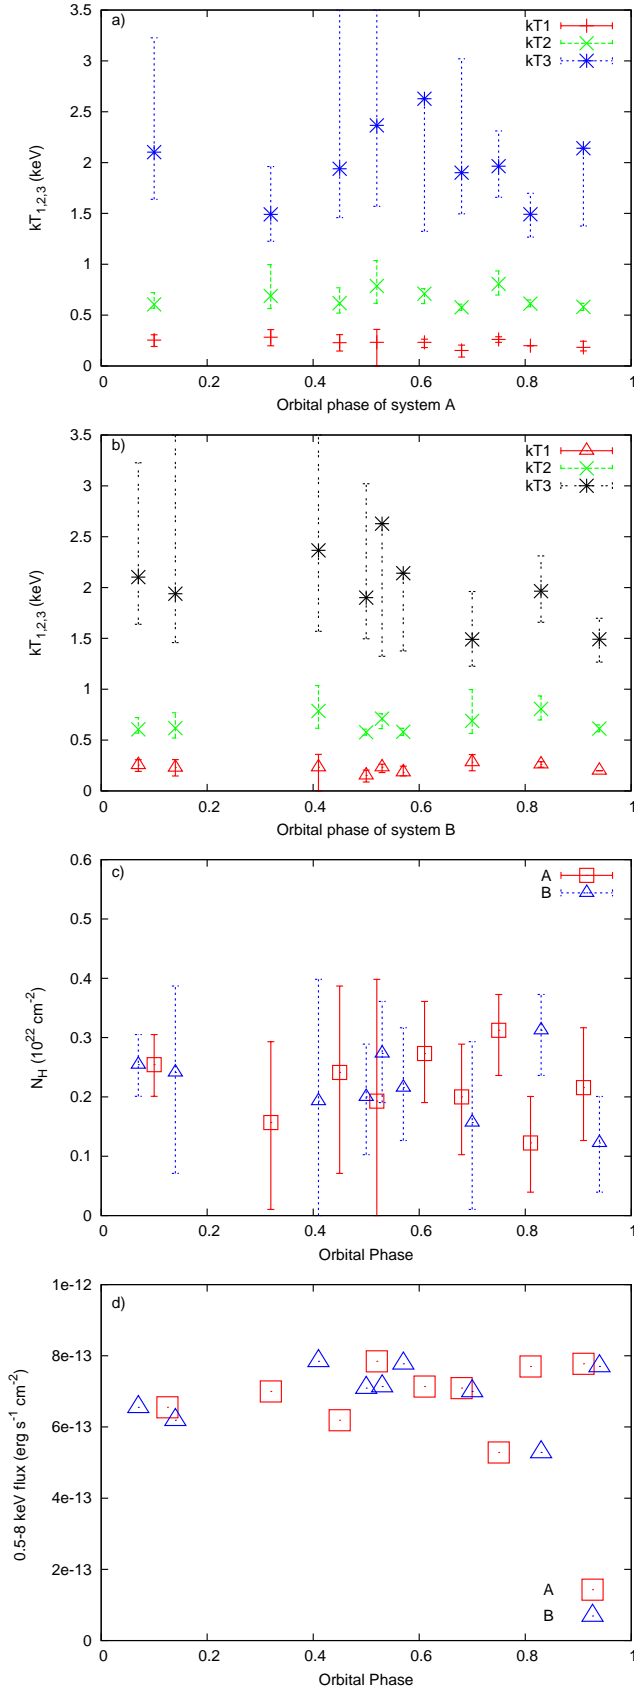 a)
kT1
kT2
kT3
3.5
3
2.5
2
1.5
1
0.5
0
kT1,2,3 (keV)
0 0.2 0.4 0.6 0.8 1
Orbital phase of system A
b)
kT1
kT2
kT3
3.5
3
2.5
2
1.5
1
0.5
0
kT1,2,3 (keV)
0 0.2 0.4 0.6 0.8 1
Orbital phase of system B
c)
A
B
0.6
0.5
0.4
0.3
0.2
0.1
0
NH (10^22 cm^-2)
0 0.2 0.4 0.6 0.8 1
Orbital Phase
d)
1e-12
8e-13
6e-13
4e-13
2e-13
0
0.5-8 keV flux (erg s^-1 cm^-2)
A
B
0 0.2 0.4 0.6 0.8 1
Orbital Phase